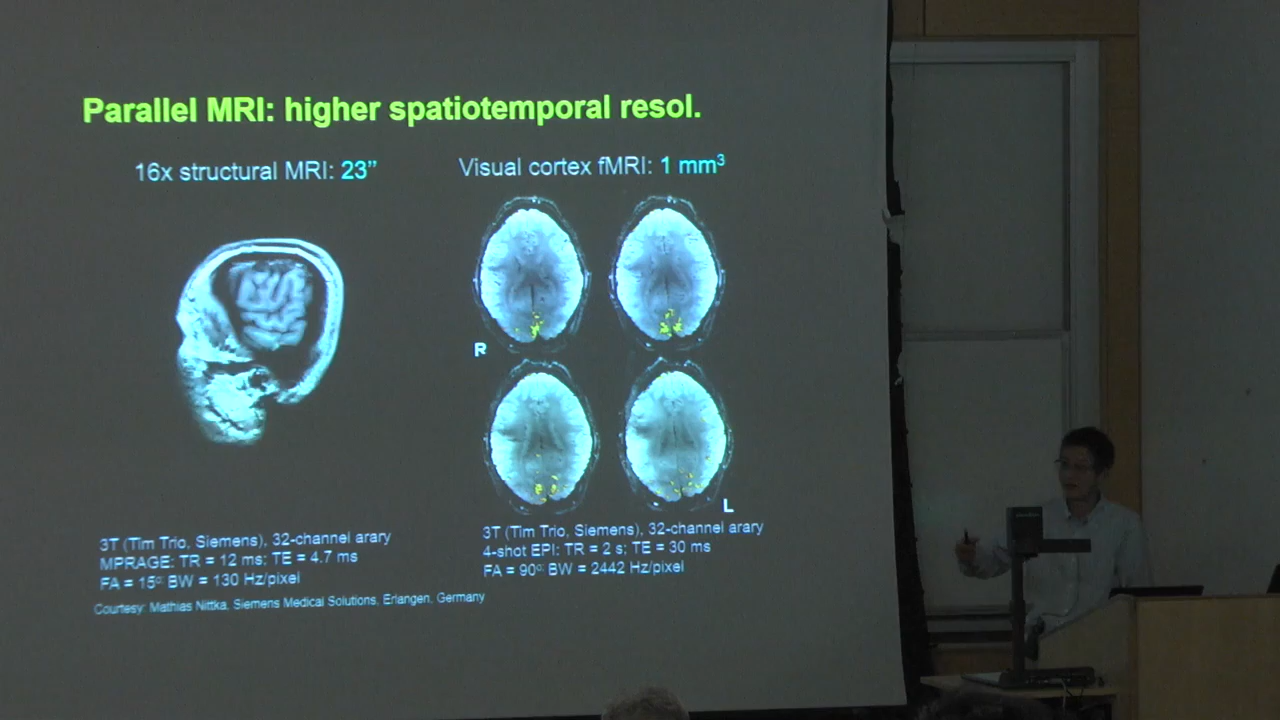 Parallel MRI: higher spatiotemporal resol.
16x structural MRI: 23”
Visual cortex fMRI: 1 mm³
R
L
3T (Tim Trio, Siemens), 32-channel arary
MPRAGE: TR = 12 ms; TE = 4.7 ms
FA = 15º; BW = 130 Hz/pixel
3T (Tim Trio, Siemens), 32-channel arary
4-shot EPI: TR = 2 s; TE = 30 ms
FA = 90º; BW = 2442 Hz/pixel
Courtesy: Mathias Nittka, Siemens Medical Solutions, Erlangen, Germany